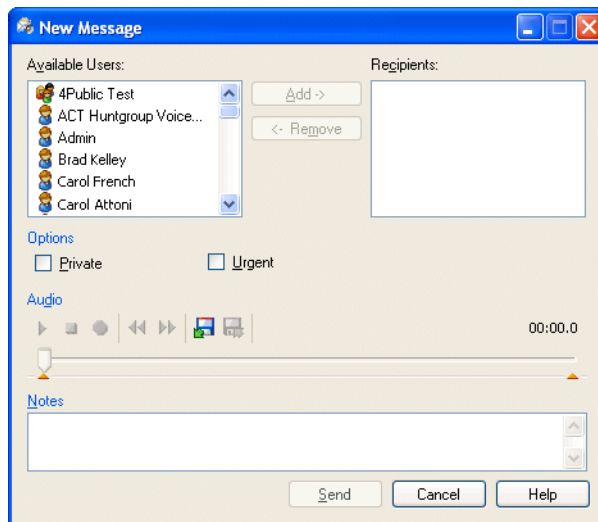 New Message
Available Users:
Recipients:
4Public Test
ACT Huntgroup Voice...
Admin
Brad Kelley
Carol French
Carol Attoni
Add ->
<- Remove
Options
Private
Urgent
Audio
00:00.0
Notes
Send
Cancel
Help